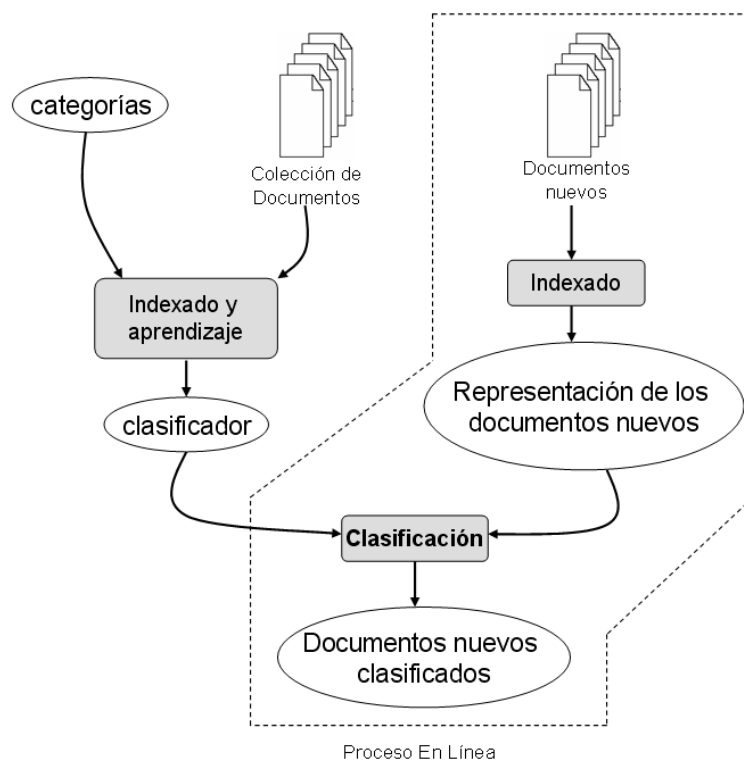 categorías
Colección de
Documentos
Documentos
nuevos
Indexado y
aprendizaje
Indexado
clasificador
Representación de los
documentos nuevos
Clasificación
Documentos nuevos
clasificados
Proceso En Línea